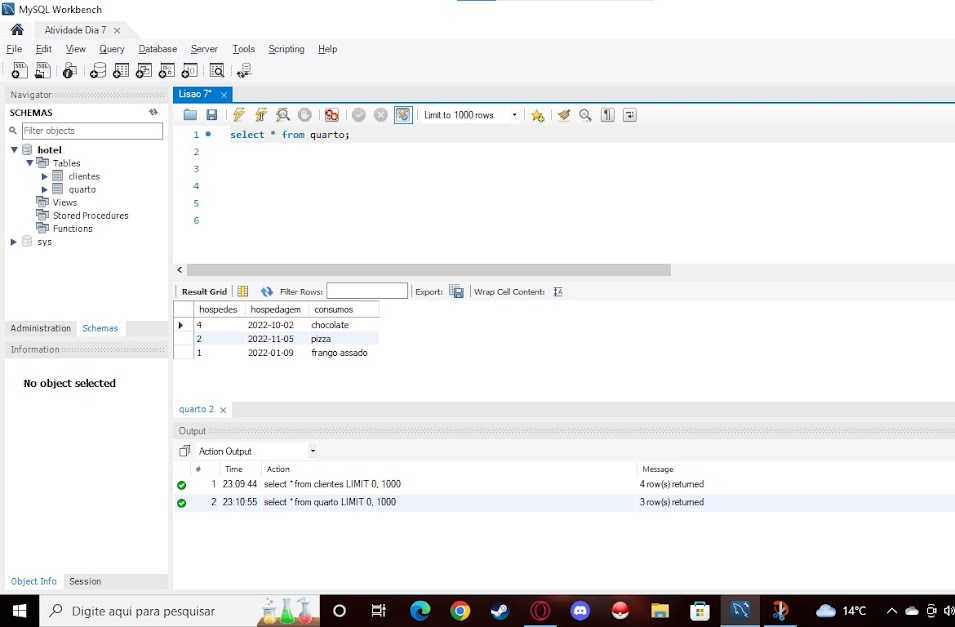 MySQL Workbench
Atividade Dia 7
File Edit View Query Database Server Tools Scripting Help
Navigator
Lisao 7*
SCHEMAS
Limit to 1000 rows
Filter objects
1 select * from quarto;
hotel
2
Tables
3
clientes
4
quarto
5
Views
6
Stored Procedures
Functions
sys
Result Grid Filter Rows: Export: Wrap Cell Content:
hospedes hospedagem consumos
4 2022-10-02 chocolate
2 2022-11-05 pizza
1 2022-01-09 frango assado
Administration Schemas
Information
No object selected
quarto 2
Output
Action Output
# Time Action Message
1 23:09:44 select * from clientes LIMIT 0, 1000 4 row(s) returned
2 23:10:55 select * from quarto LIMIT 0, 1000 3 row(s) returned
Object Info Session
Digite aqui para pesquisar
14°C